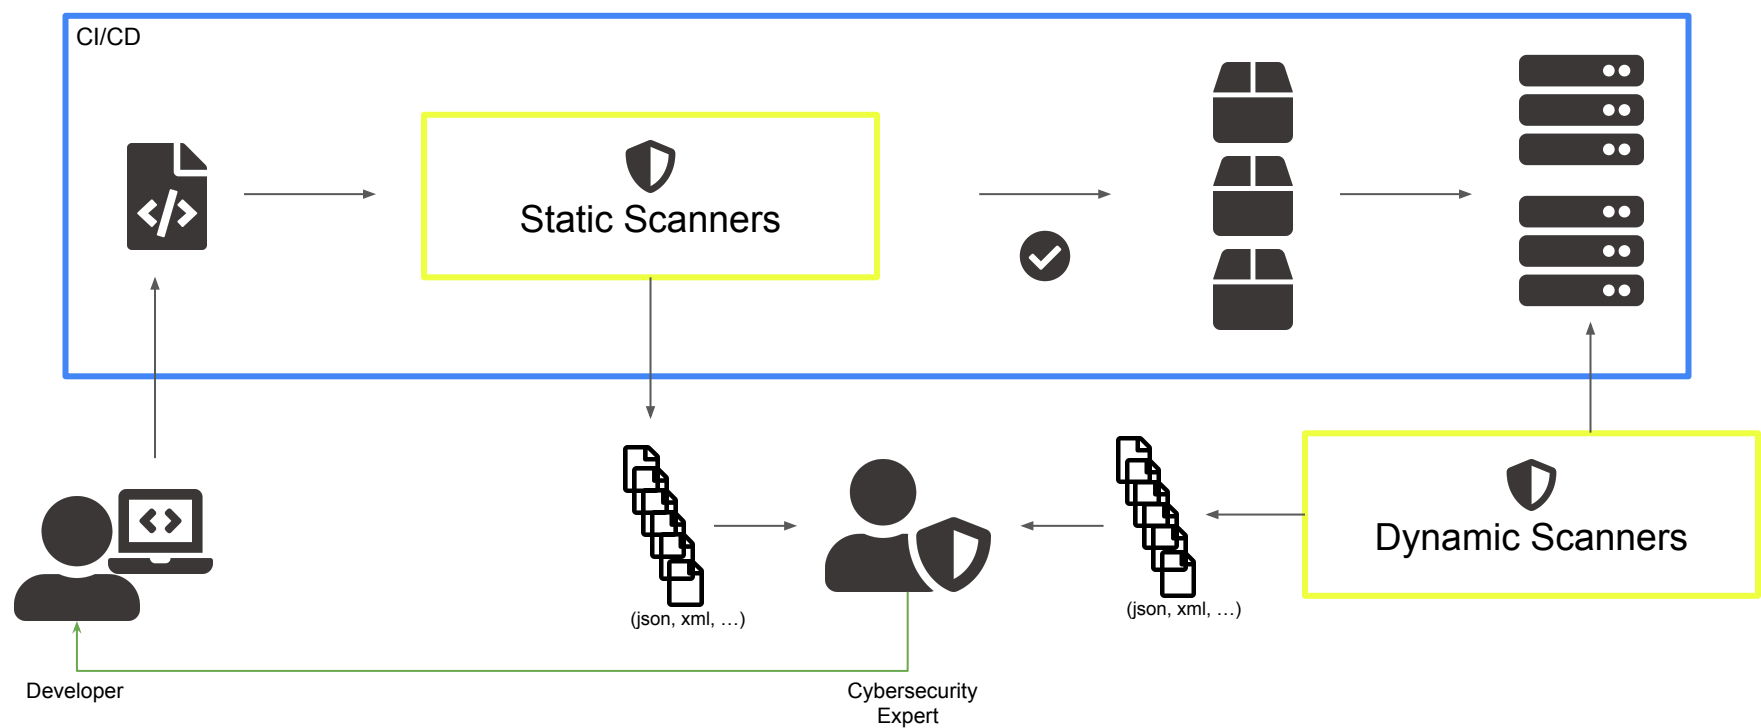 CI/CD
Static Scanners
Dynamic Scanners
(json, xml, …)
(json, xml, …)
Developer
Cybersecurity
Expert